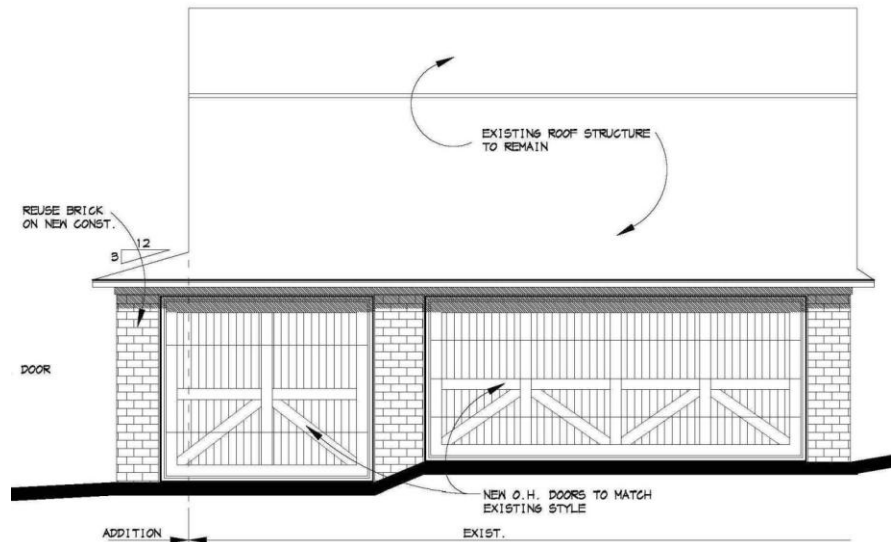 EXISTING ROOF STRUCTURE
TO REMAIN
REUSE BRICK
ON NEW CONST.
12
3
DOOR
NEW O.H. DOORS TO MATCH
EXISTING STYLE
ADDITION
EXIST.